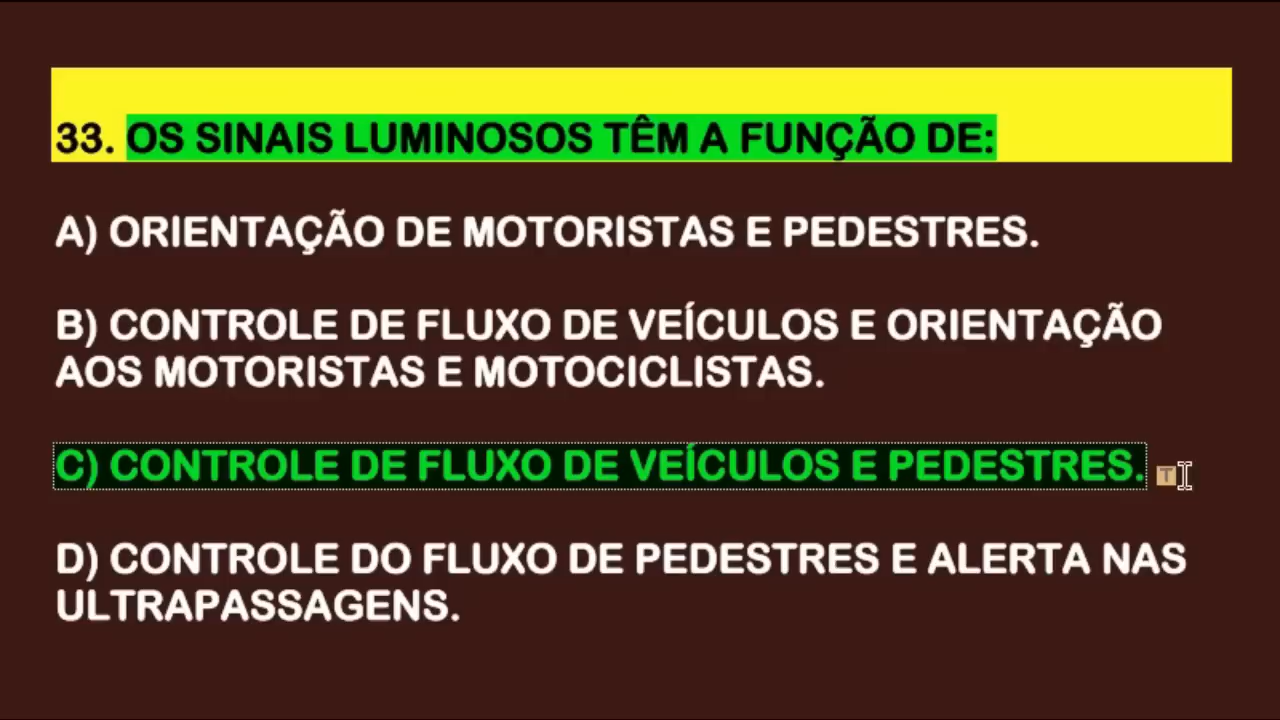 33. OS SINAIS LUMINOSOS TÊM A FUNÇÃO DE:
A) ORIENTAÇÃO DE MOTORISTAS E PEDESTRES.
B) CONTROLE DE FLUXO DE VEÍCULOS E ORIENTAÇÃO
AOS MOTORISTAS E MOTOCICLISTAS.
C) CONTROLE DE FLUXO DE VEÍCULOS E PEDESTRES.
T
D) CONTROLE DO FLUXO DE PEDESTRES E ALERTA NAS
ULTRAPASSAGENS.